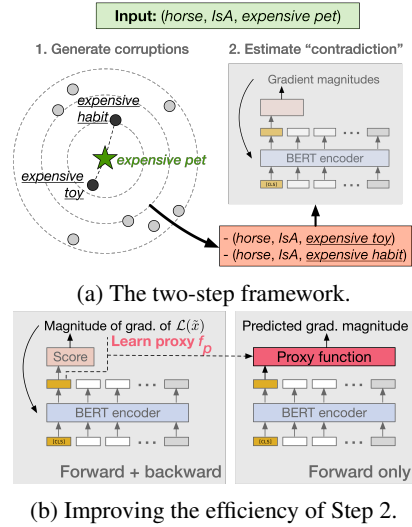 Input: (horse, IsA, expensive pet)
1. Generate corruptions
2. Estimate “contradiction”
expensive
habit
expensive pet
expensive
toy
Gradient magnitudes
BERT encoder
[CLS]
- (horse, IsA, expensive toy)
- (horse, IsA, expensive habit)
(a) The two-step framework.
Magnitude of grad. of ℒ(x̃)
Learn proxy fₚ
Score
BERT encoder
[CLS]
Forward + backward
Predicted grad. magnitude
Proxy function
BERT encoder
[CLS]
Forward only
(b) Improving the efficiency of Step 2.